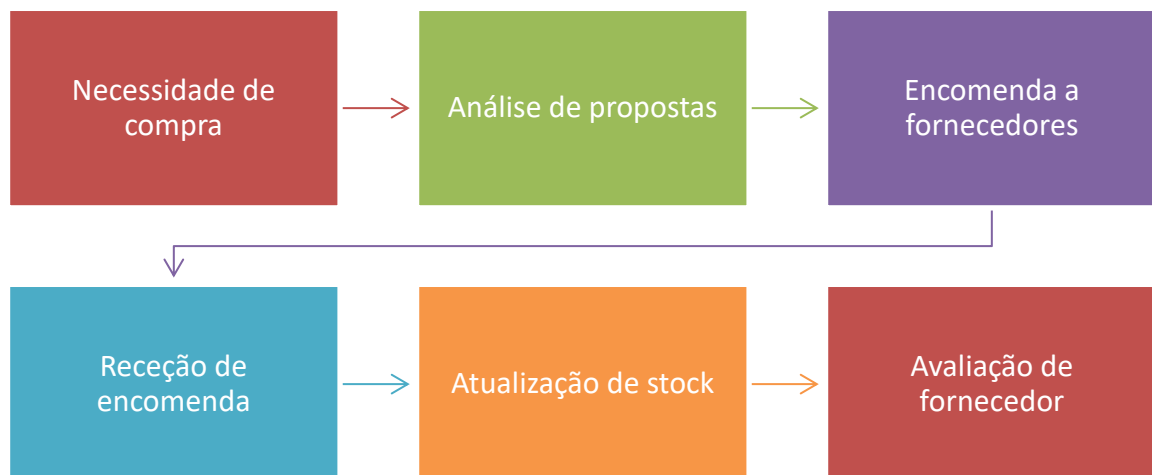 Necessidade de
compra
Análise de propostas
Encomenda a
fornecedores
Receção de
encomenda
Atualização de stock
Avaliação de
fornecedor